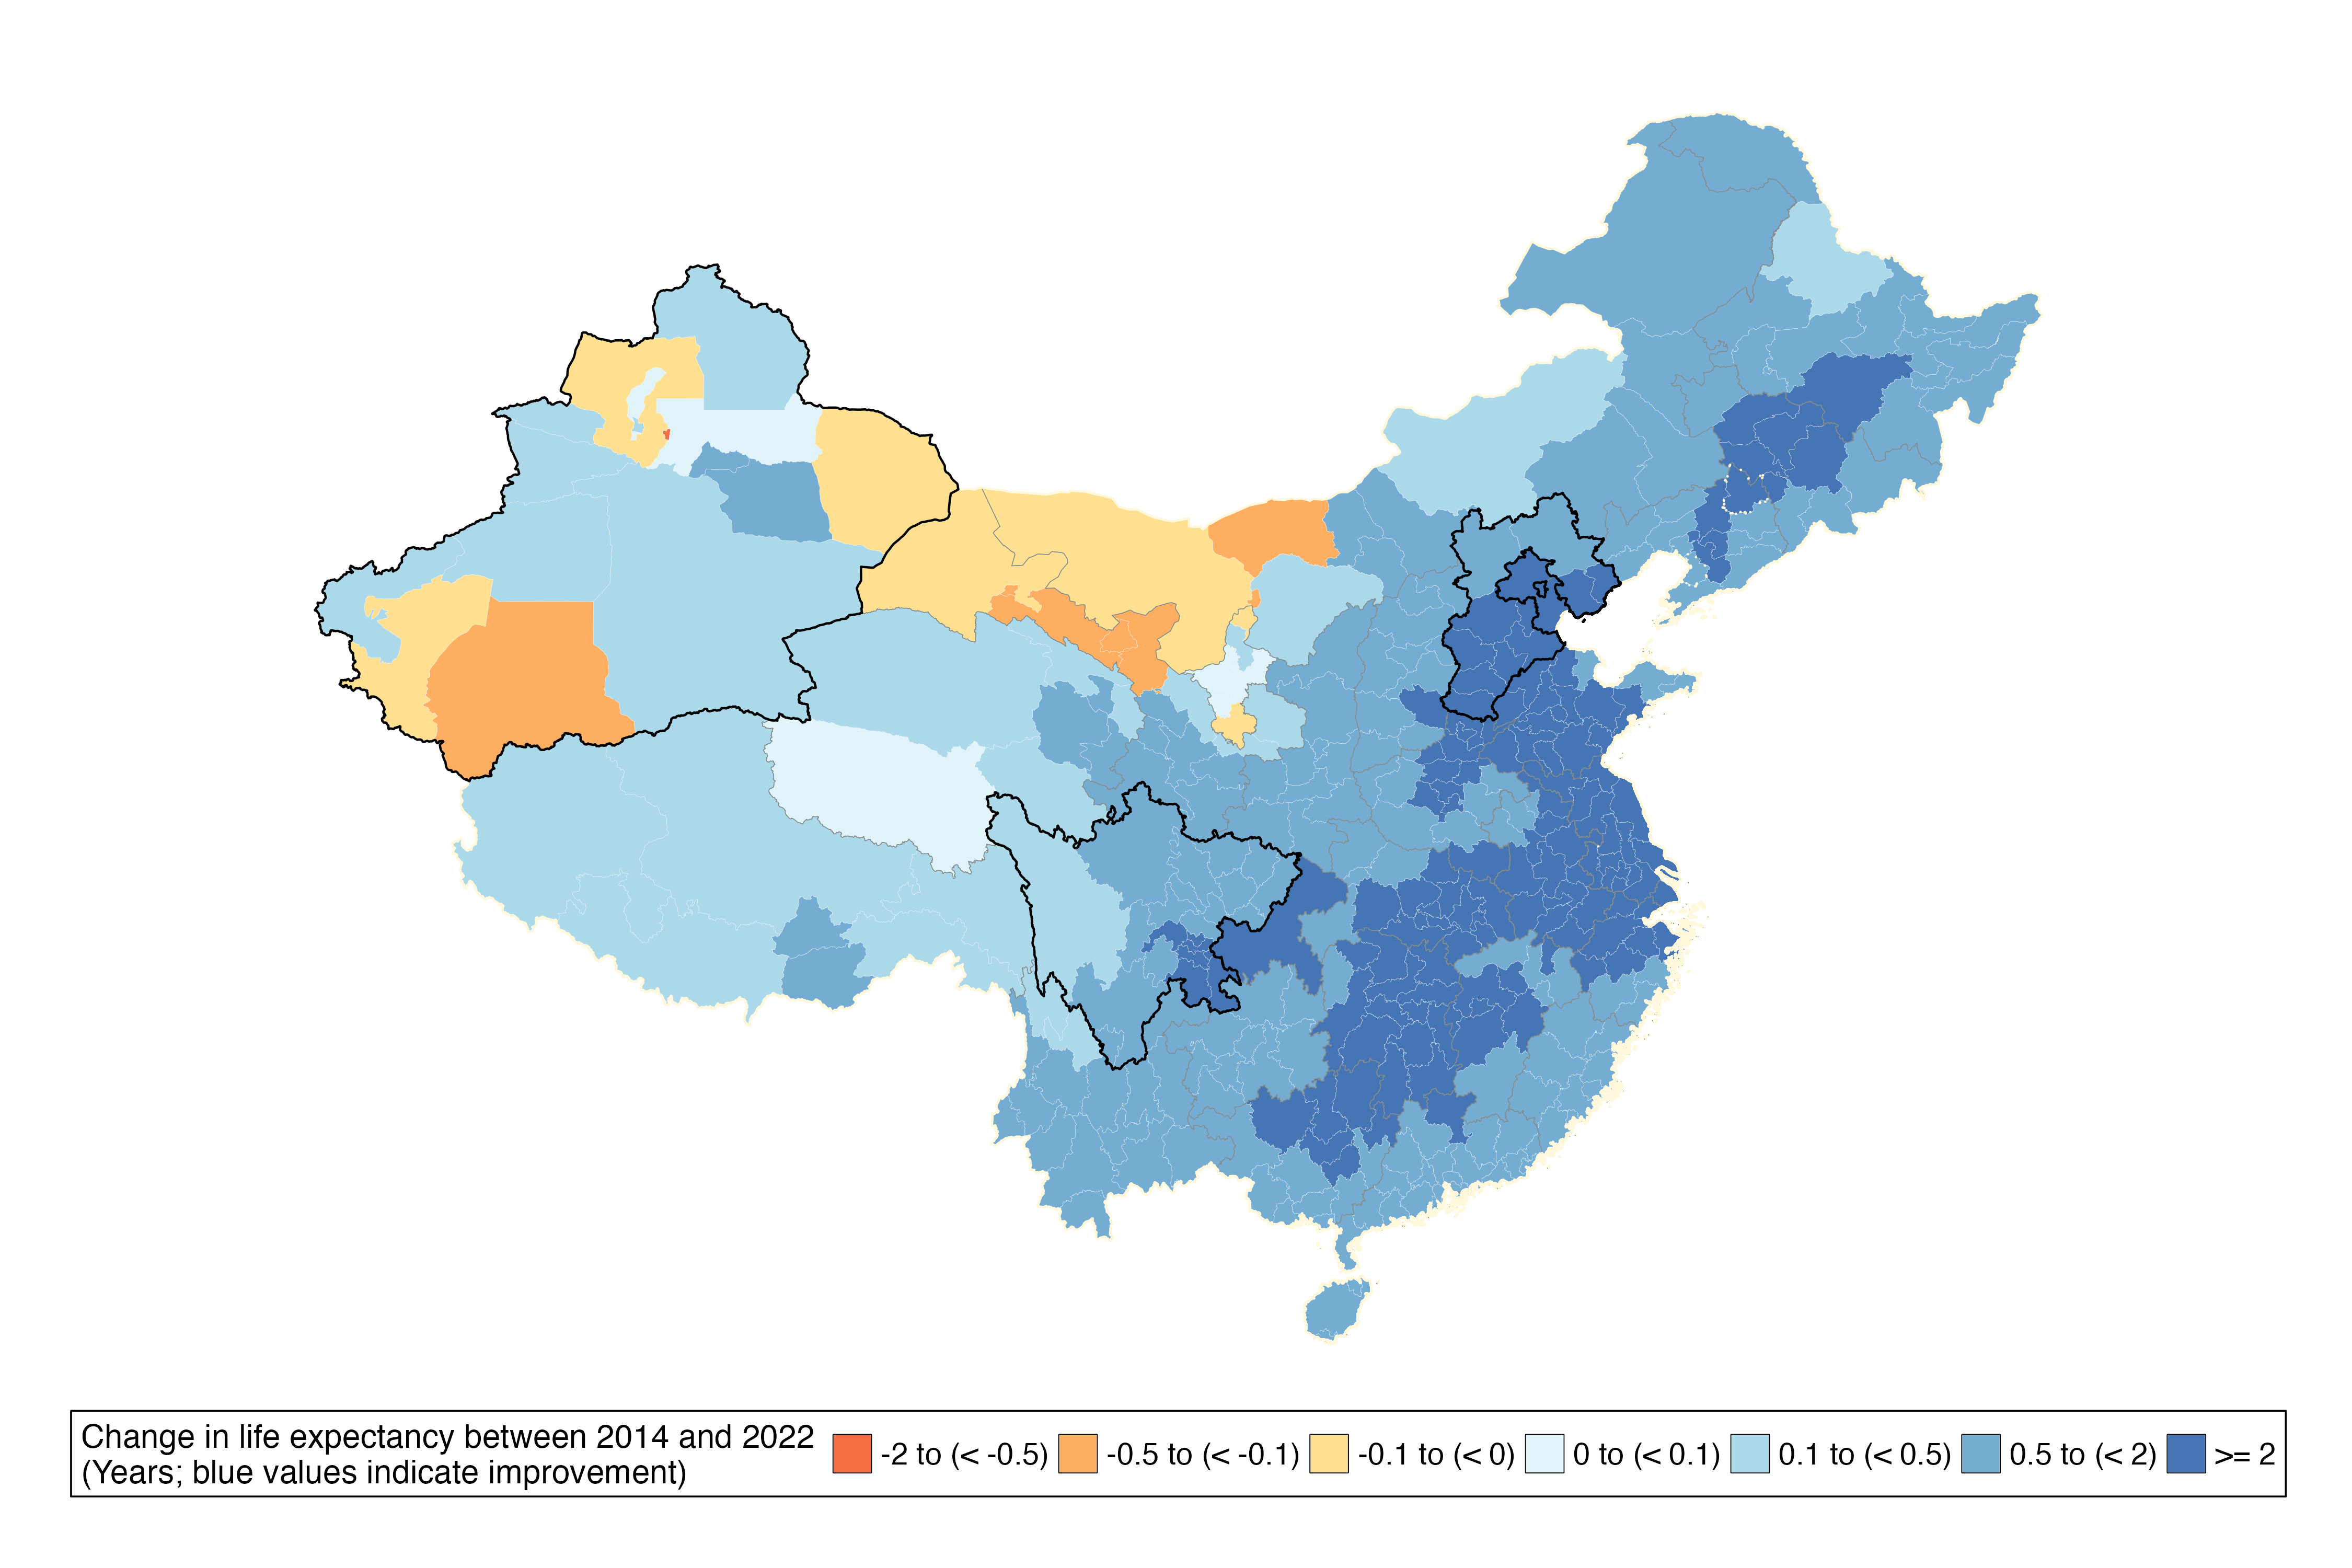 Change in life expectancy between 2014 and 2022
(Years; blue values indicate improvement)
-2 to (< -0.5)
-0.5 to (< -0.1)
-0.1 to (< 0)
0 to (< 0.1)
0.1 to (< 0.5)
0.5 to (< 2)
>= 2